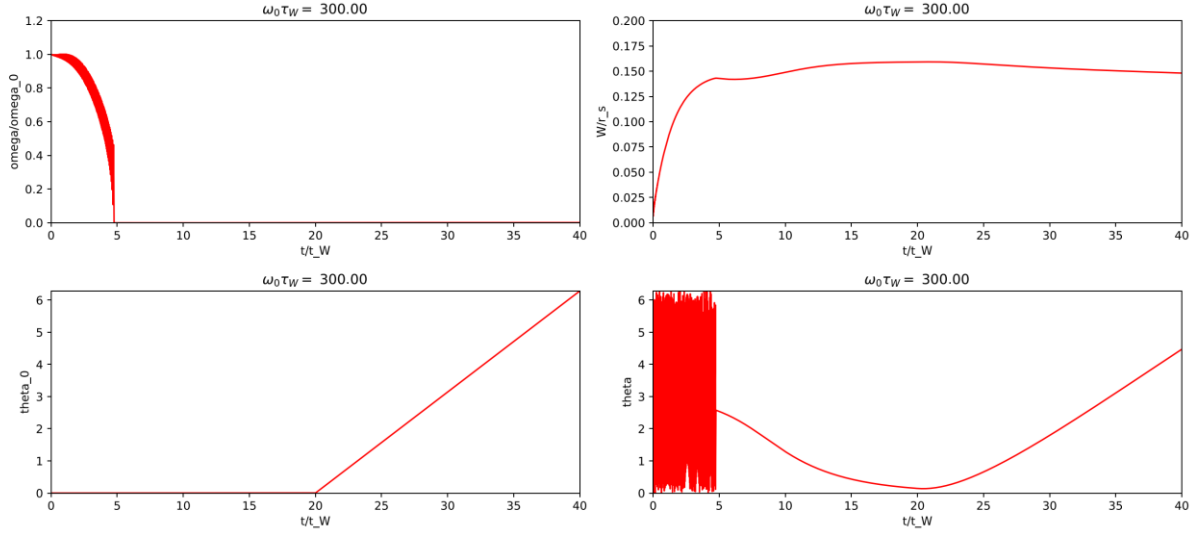 ω₀τ_W = 300.00
omega/omega_0
1.2
1.0
0.8
0.6
0.4
0.2
0.0
0 5 10 15 20 25 30 35 40
t/t_W
ω₀τ_W = 300.00
W/r_s
0.200
0.175
0.150
0.125
0.100
0.075
0.050
0.025
0.000
0 5 10 15 20 25 30 35 40
t/t_W
ω₀τ_W = 300.00
theta_0
6
5
4
3
2
1
0
0 5 10 15 20 25 30 35 40
t/t_W
ω₀τ_W = 300.00
theta
6
5
4
3
2
1
0
0 5 10 15 20 25 30 35 40
t/t_W